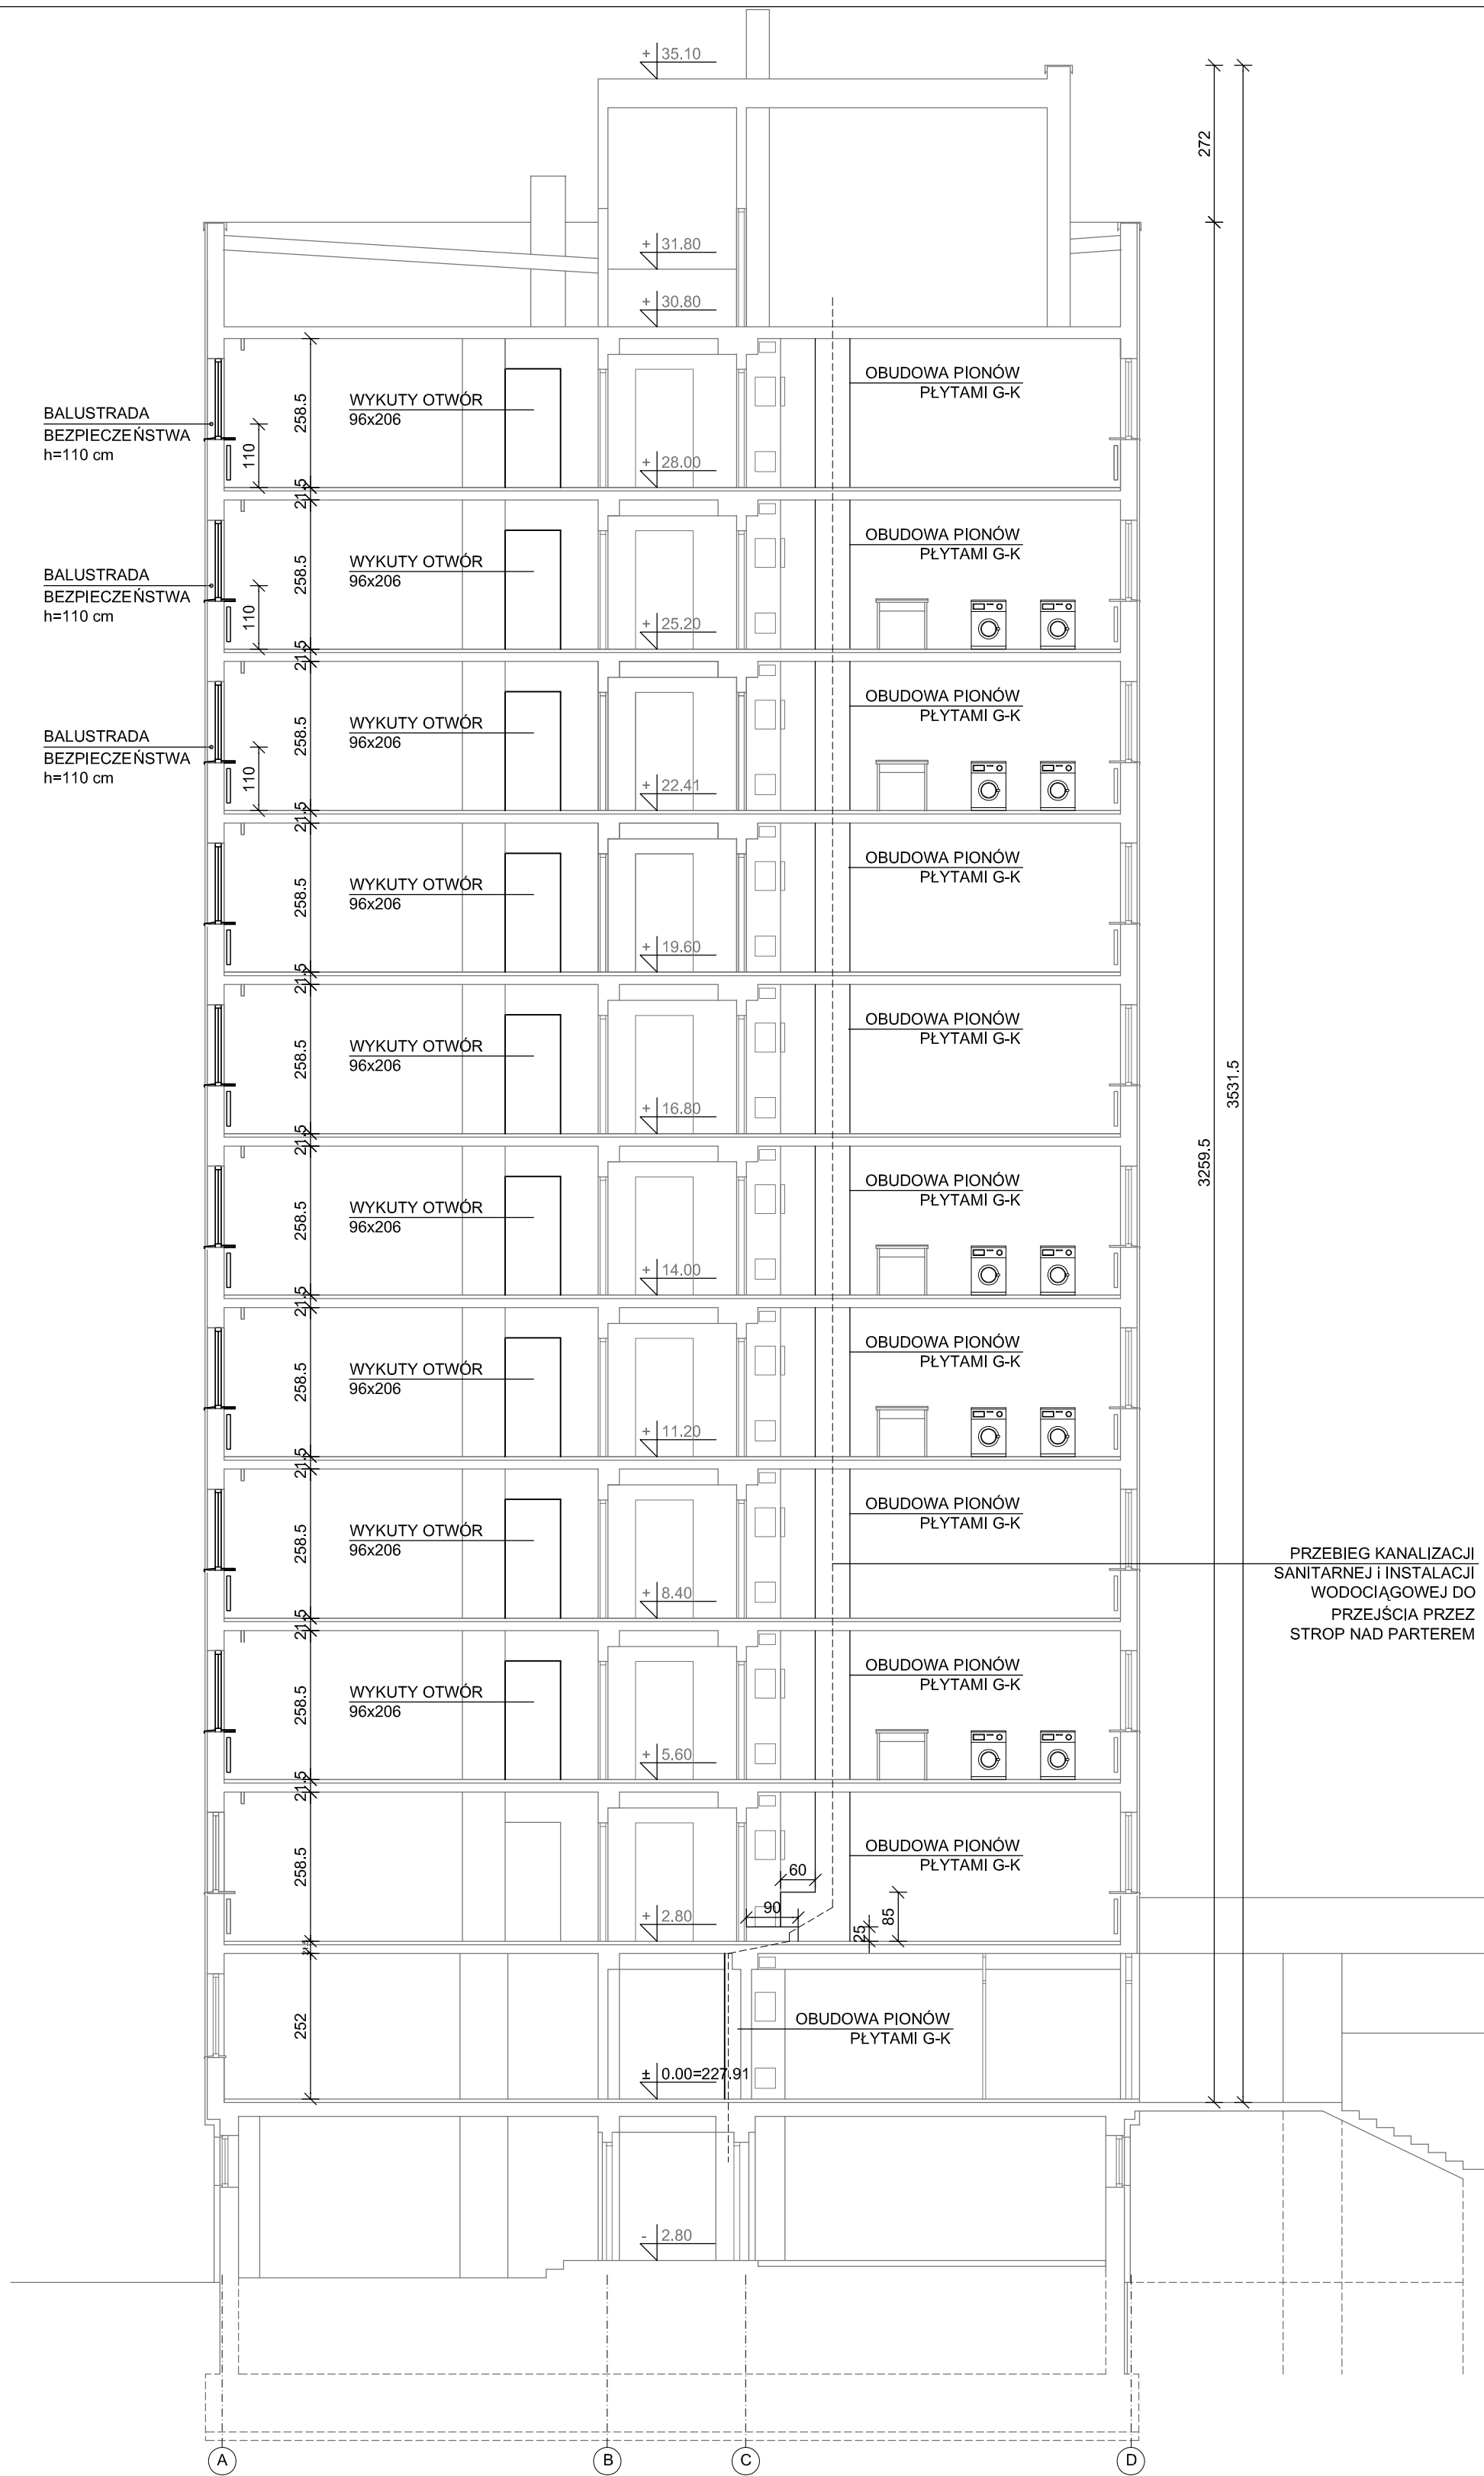 + 35.10
272
+ 31.80
+ 30.80
BALUSTRADA
BEZPIECZEŃSTWA
h=110 cm
110
258.5
WYKUTY OTWÓR
96x206
+ 28.00
OBUDOWA PIONÓW
PŁYTAMI G-K
21.5
BALUSTRADA
BEZPIECZEŃSTWA
h=110 cm
110
258.5
WYKUTY OTWÓR
96x206
+ 25.20
OBUDOWA PIONÓW
PŁYTAMI G-K
21.5
BALUSTRADA
BEZPIECZEŃSTWA
h=110 cm
110
258.5
WYKUTY OTWÓR
96x206
+ 22.41
OBUDOWA PIONÓW
PŁYTAMI G-K
21.5
258.5
WYKUTY OTWÓR
96x206
+ 19.60
OBUDOWA PIONÓW
PŁYTAMI G-K
21.5
258.5
WYKUTY OTWÓR
96x206
+ 16.80
OBUDOWA PIONÓW
PŁYTAMI G-K
3531.5
3259.5
21.5
258.5
WYKUTY OTWÓR
96x206
+ 14.00
OBUDOWA PIONÓW
PŁYTAMI G-K
21.5
258.5
WYKUTY OTWÓR
96x206
+ 11.20
OBUDOWA PIONÓW
PŁYTAMI G-K
21.5
258.5
WYKUTY OTWÓR
96x206
+ 8.40
OBUDOWA PIONÓW
PŁYTAMI G-K
PRZEBIEG KANALIZACJI
SANITARNEJ i INSTALACJI
WODOCIĄGOWEJ DO
PRZEJŚCIA PRZEZ
STROP NAD PARTEREM
21.5
258.5
WYKUTY OTWÓR
96x206
+ 5.60
OBUDOWA PIONÓW
PŁYTAMI G-K
21.5
258.5
+ 2.80
OBUDOWA PIONÓW
PŁYTAMI G-K
60
90
25
85
21.5
252
± 0.00=227.91
OBUDOWA PIONÓW
PŁYTAMI G-K
- 2.80
A
B
C
D